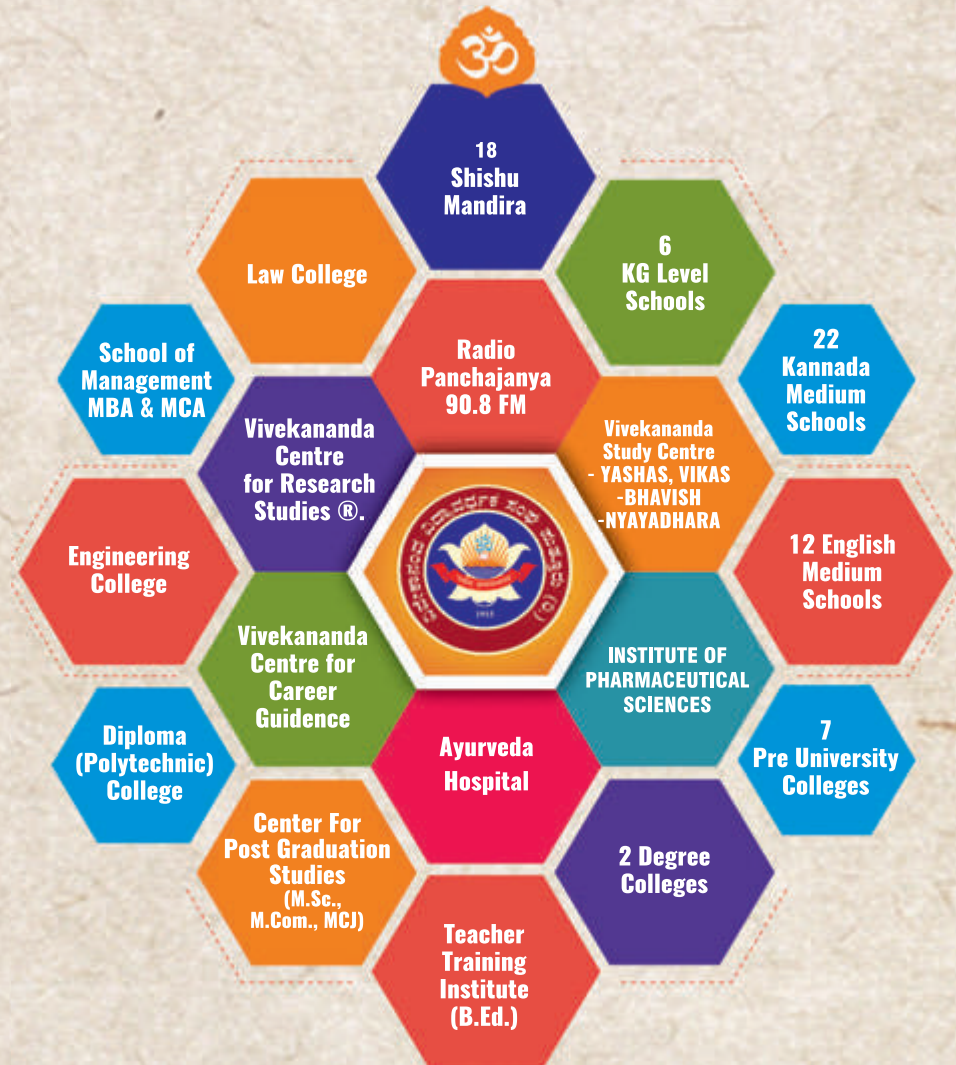 ॐ
18
Shishu
Mandira
Law College
6
KG Level
Schools
School of
Management
MBA & MCA
Radio
Panchajanya
90.8 FM
22
Kannada
Medium
Schools
Vivekananda
Centre
for Research
Studies ®.
Vivekananda
Study Centre
- YASHAS, VIKAS
-BHAVISH
-NYAYADHARA
Engineering
College
ವಿವೇಕಾನಂದ ವಿದ್ಯಾವರ್ಧಕ ಸಂಘ ಪುತ್ತೂರು (ರಿ.)
12 English
Medium
Schools
Vivekananda
Centre for
Career
Guidence
INSTITUTE OF
PHARMACEUTICAL
SCIENCES
Diploma
(Polytechnic)
College
Ayurveda
Hospital
7
Pre University
Colleges
Center For
Post Graduation
Studies
(M.Sc.,
M.Com., MCJ)
2 Degree
Colleges
Teacher
Training
Institute
(B.Ed.)